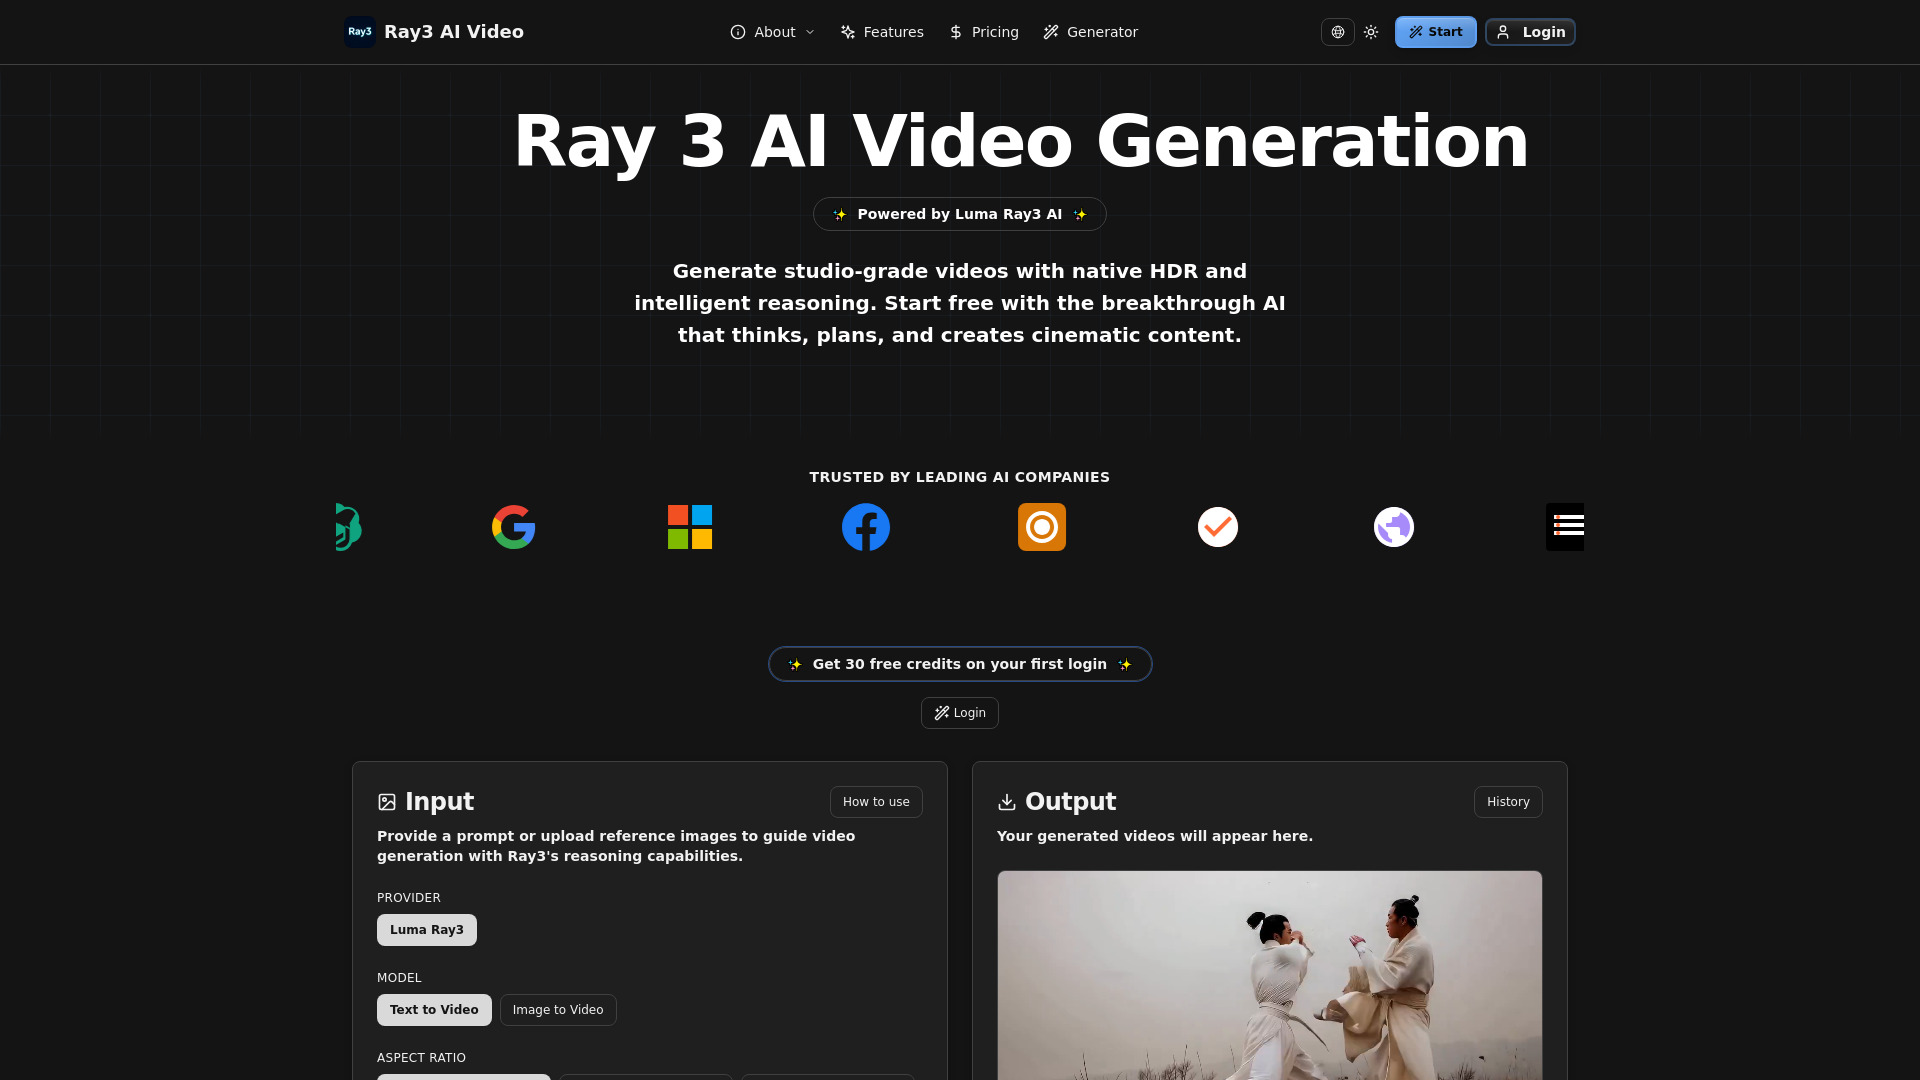 Ray3
Ray3 AI Video
About
Features
Pricing
Generator
Start
Login
Ray 3 AI Video Generation
Powered by Luma Ray3 AI
Generate studio-grade videos with native HDR and
intelligent reasoning. Start free with the breakthrough AI
that thinks, plans, and creates cinematic content.
TRUSTED BY LEADING AI COMPANIES
Get 30 free credits on your first login
Login
Input
How to use
Provide a prompt or upload reference images to guide video
generation with Ray3's reasoning capabilities.
PROVIDER
Luma Ray3
MODEL
Text to Video
Image to Video
ASPECT RATIO
Output
History
Your generated videos will appear here.